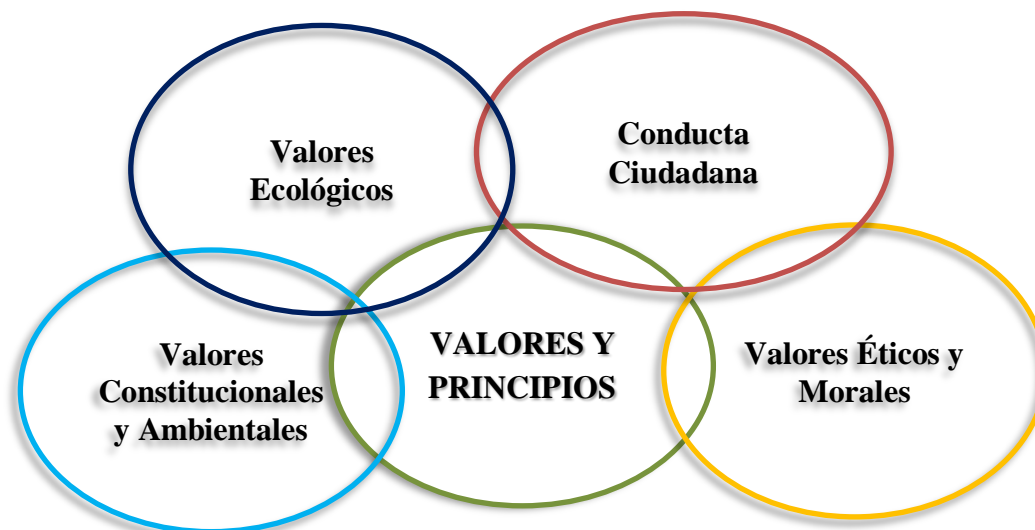 Valores
Ecológicos
Conducta
Ciudadana
Valores
Constitucionales
y Ambientales
VALORES Y
PRINCIPIOS
Valores Éticos y
Morales